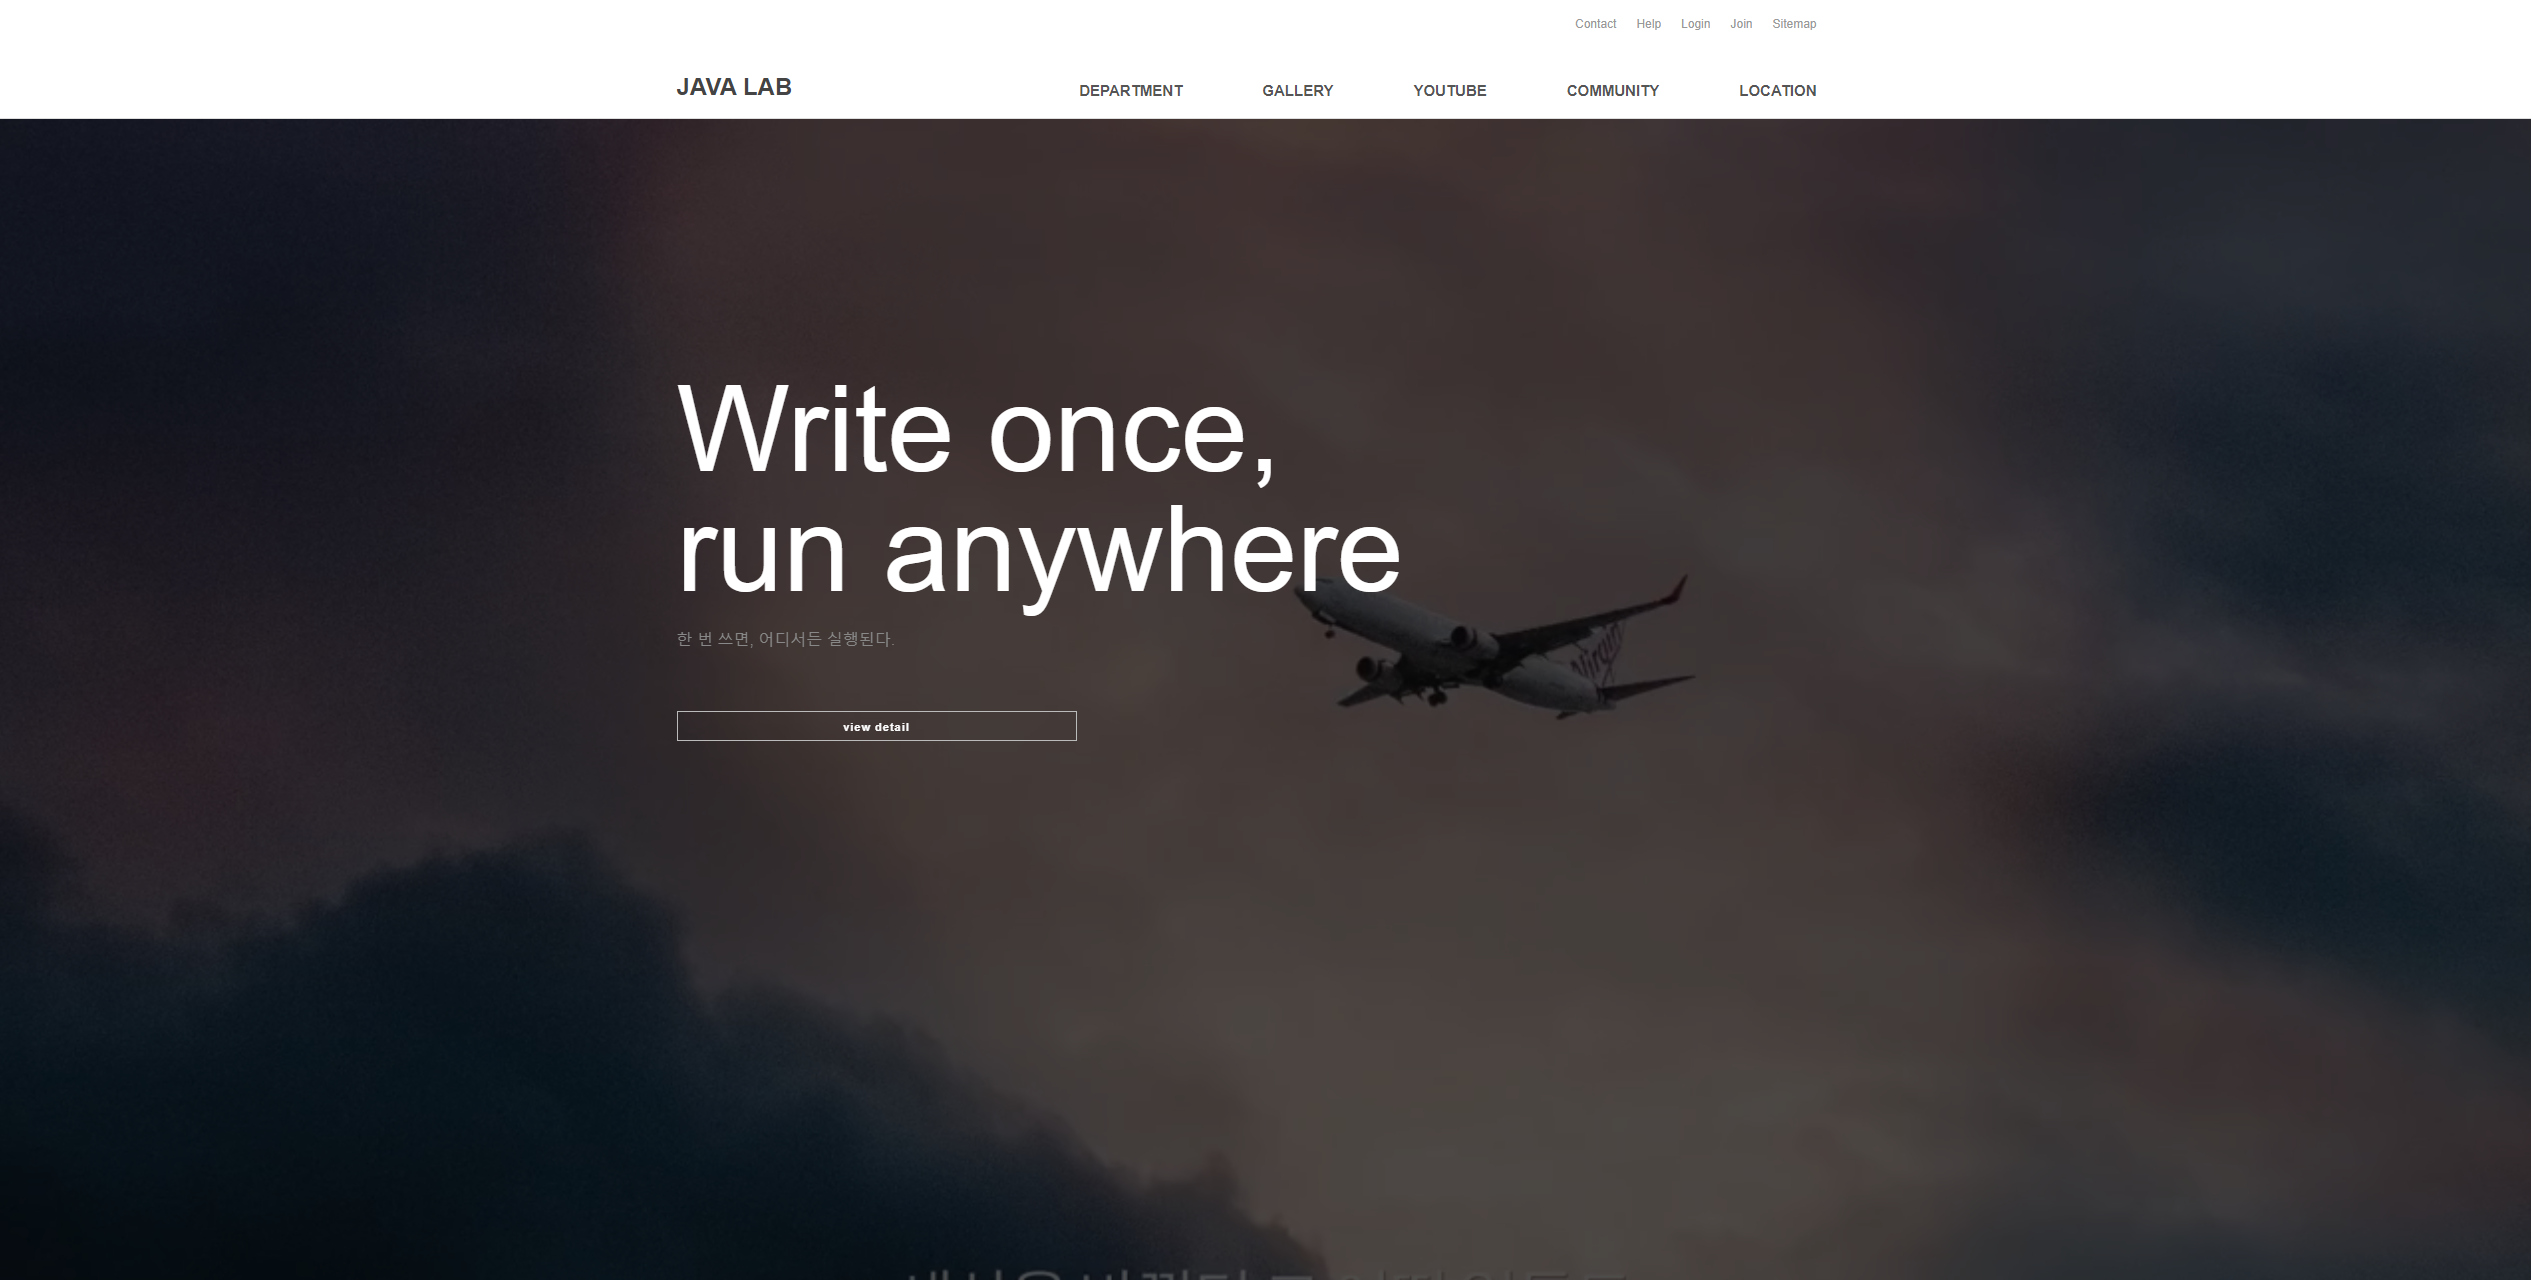 Contact Help Login Join Sitemap
JAVA LAB DEPARTMENT GALLERY YOUTUBE COMMUNITY LOCATION
Write once,
run anywhere
한 번 쓰면, 어디서든 실행된다.
Virgin
view detail